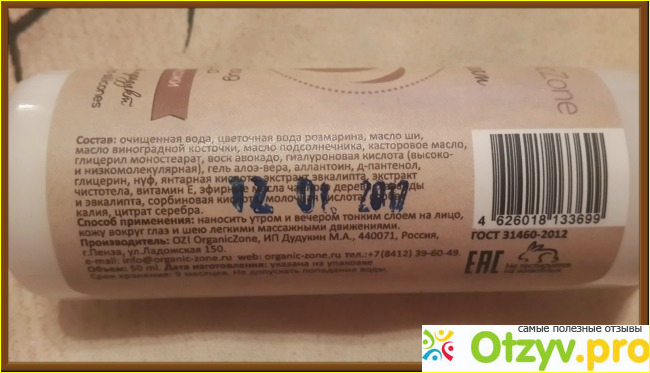 Zone
silicones
Состав: очищенная вода, цветочная вода розмарина, масло ши,
масло виноградной косточки, масло подсолнечника, касторовое масло,
глицерил моностеарат, воск авокадо, гиалуроновая кислота (высоко-
и низкомолекулярная), гель алоэ-вера, аллантоин, д-пантенол,
глицерин, нуф, янтарная кислота, экстракт эвкалипта, экстракт
чистотела, витамин Е, эфирные масла чайного дерева,
и эвкалипта, сорбиновая кислота, молочная кислота,
калия, цитрат серебра.
12 01 2017
Способ применения: наносить утром и вечером тонким слоем на лицо,
кожу вокруг глаз и шею легкими массажными движениями.
Производитель: OZ! OrganicZone, ИП Дудукин М.А., 440071, Россия,
г.Пенза, ул.Ладожская 150.
e-mail: info@organic-zone.ru web: organic-zone.ru тел.:+7(8412) 39-60-49.
Объем: 50 ml. Дата изготовления: указана на упаковке
Срок хранения: 9 месяцев. Не допускать попадания воды.
4 626018 133699
ГОСТ 31460-2012
EAC
Не тестируется
на животных
самые полезные отзывы
Otzyv.pro